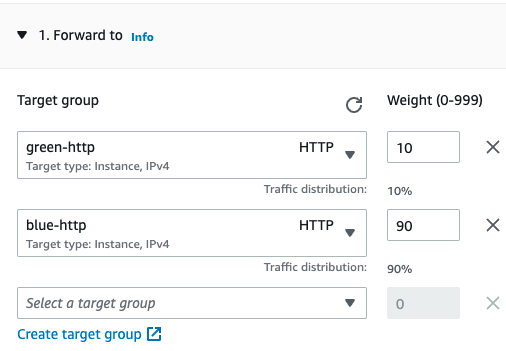 1. Forward to Info
Target group Weight (0-999)
green-http HTTP 10
Target type: Instance, IPv4
Traffic distribution: 10%
blue-http HTTP 90
Target type: Instance, IPv4
Traffic distribution: 90%
Select a target group 0
Create target group